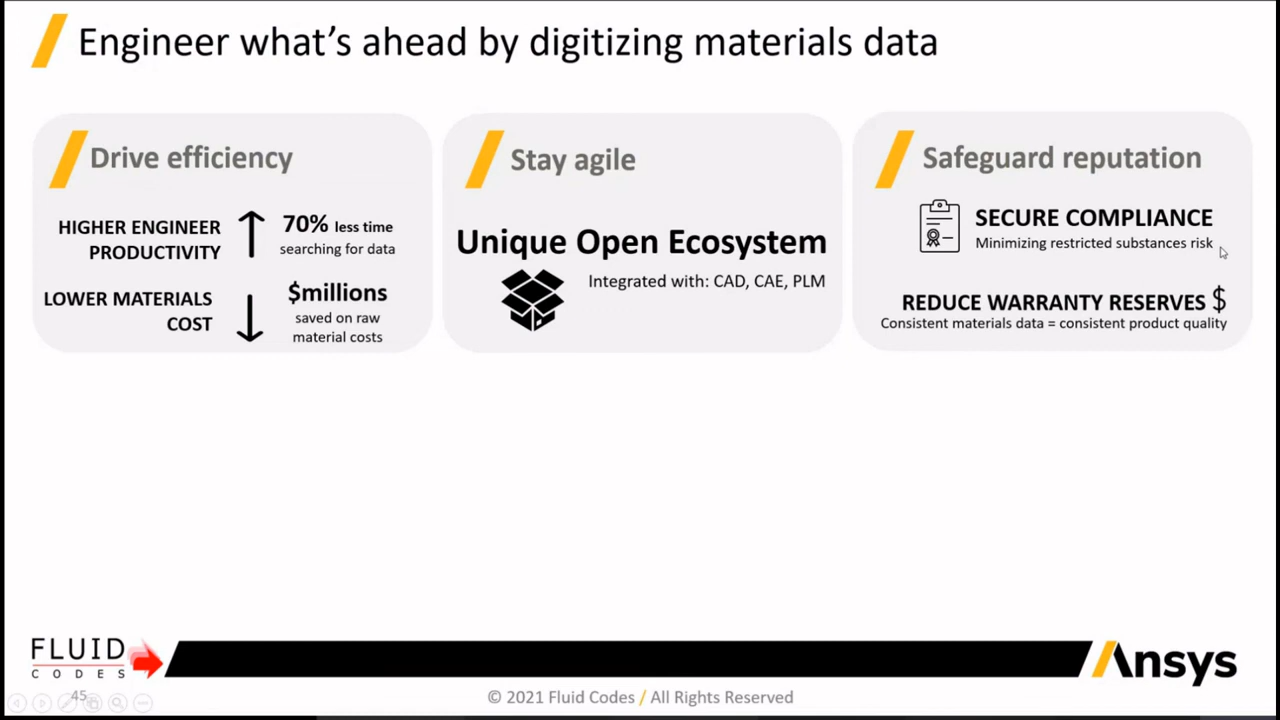 Engineer what's ahead by digitizing materials data
Drive efficiency
HIGHER ENGINEER
PRODUCTIVITY
70% less time
searching for data
LOWER MATERIALS
COST
$millions
saved on raw
material costs
Stay agile
Unique Open Ecosystem
Integrated with: CAD, CAE, PLM
Safeguard reputation
SECURE COMPLIANCE
Minimizing restricted substances risk
REDUCE WARRANTY RESERVES $
Consistent materials data = consistent product quality
FLUID
CODES
Ansys
45
© 2021 Fluid Codes / All Rights Reserved